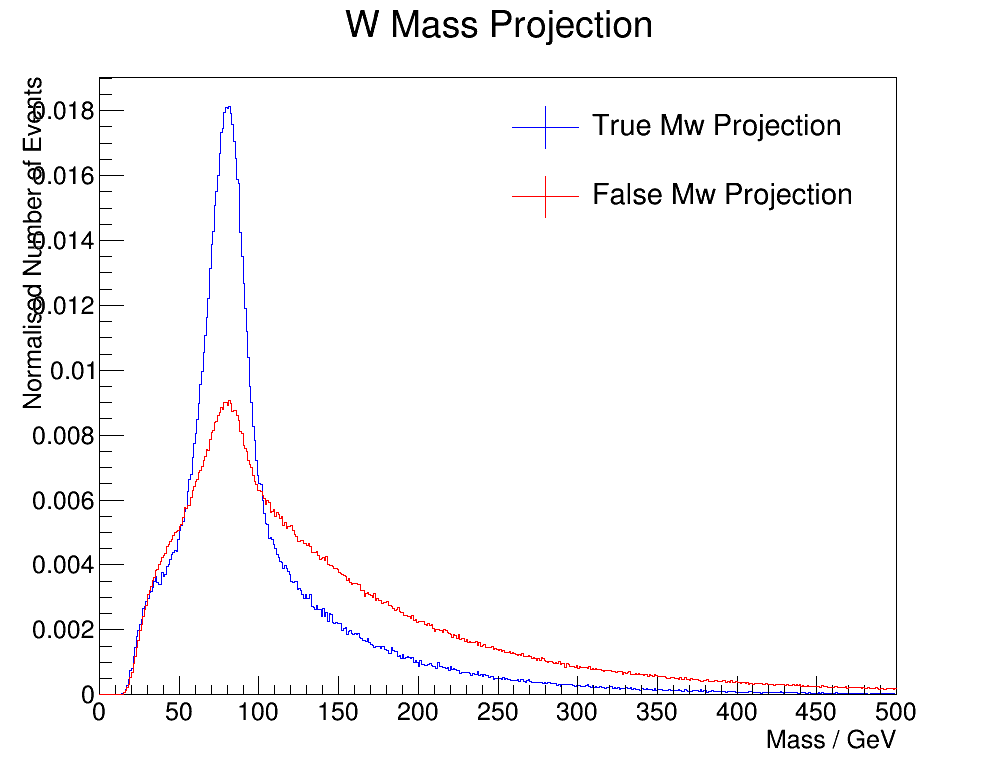 W Mass Projection
Normalised Number of Events
0.018
0.016
0.014
0.012
0.01
0.008
0.006
0.004
0.002
0
True Mw Projection
False Mw Projection
0 50 100 150 200 250 300 350 400 450 500
Mass / GeV